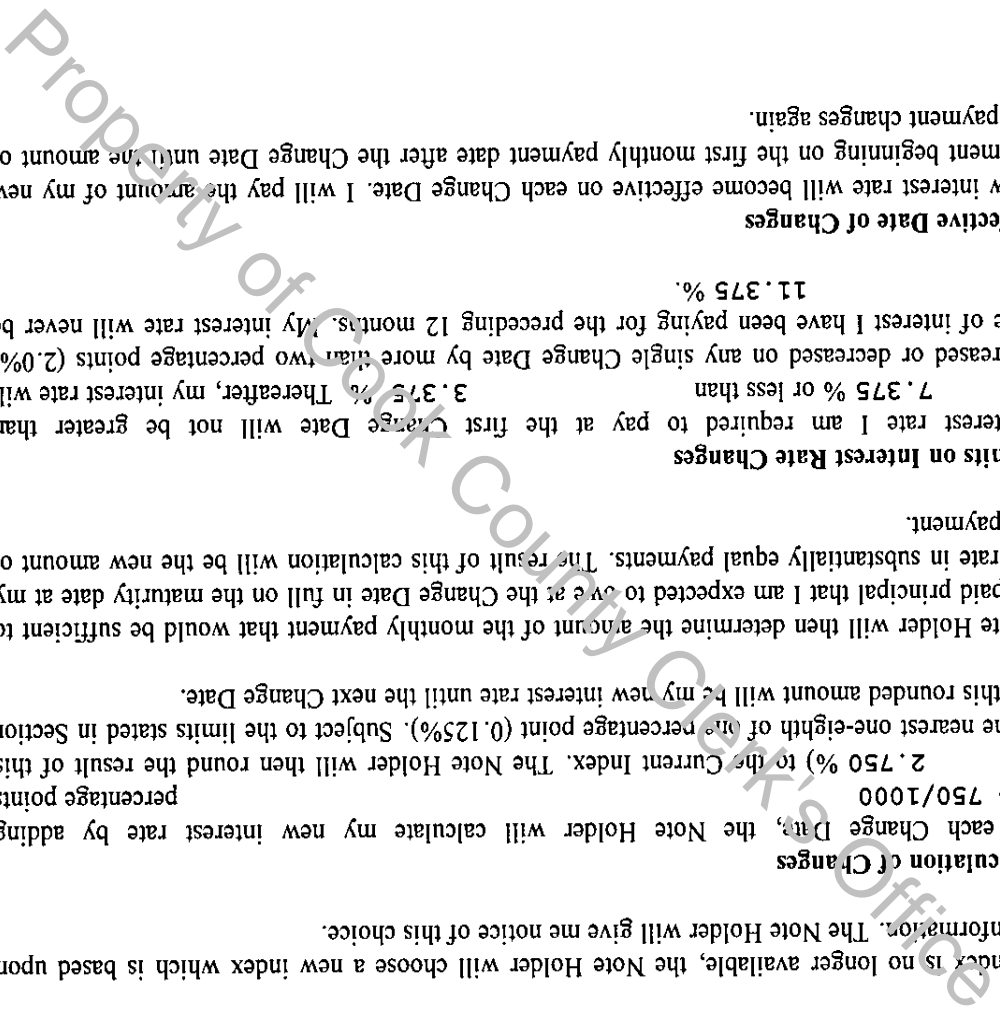 ndex is no longer available, the Note Holder will choose a new index which is based upon
nformation. The Note Holder will give me notice of this choice.
culation of Changes
each Change Date, the Note Holder will calculate my new interest rate by adding
750/1000 percentage points
2.750 %) to the Current Index. The Note Holder will then round the result of this
ne nearest one-eighth of one percentage point (0.125%). Subject to the limits stated in Section
this rounded amount will be my new interest rate until the next Change Date.
te Holder will then determine the amount of the monthly payment that would be sufficient to
paid principal that I am expected to owe at the Change Date in full on the maturity date at my
rate in substantially equal payments. The result of this calculation will be the new amount o
payment.
mits on Interest Rate Changes
terest rate I am required to pay at the first Change Date will not be greater than
7.375 % or less than 3.375 % Thereafter, my interest rate wil
reased or decreased on any single Change Date by more than two percentage points (2.0%
e of interest I have been paying for the preceding 12 months. My interest rate will never b
11.375 %.
ective Date of Changes
w interest rate will become effective on each Change Date. I will pay the amount of my new
ment beginning on the first monthly payment date after the Change Date until the amount o
payment changes again.
Property of Cook County Clerk's Office